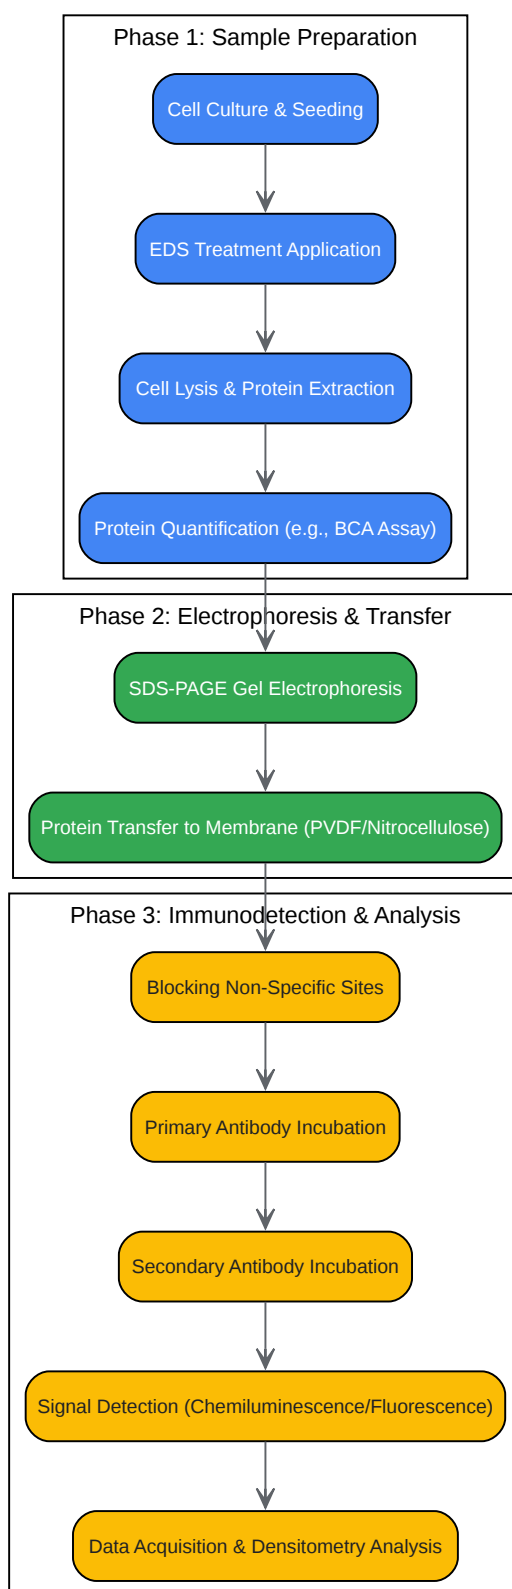 Phase 1: Sample Preparation
Cell Culture & Seeding
EDS Treatment Application
Cell Lysis & Protein Extraction
Protein Quantification (e.g., BCA Assay)
Phase 2: Electrophoresis & Transfer
SDS-PAGE Gel Electrophoresis
Protein Transfer to Membrane (PVDF/Nitrocellulose)
Phase 3: Immunodetection & Analysis
Blocking Non-Specific Sites
Primary Antibody Incubation
Secondary Antibody Incubation
Signal Detection (Chemiluminescence/Fluorescence)
Data Acquisition & Densitometry Analysis